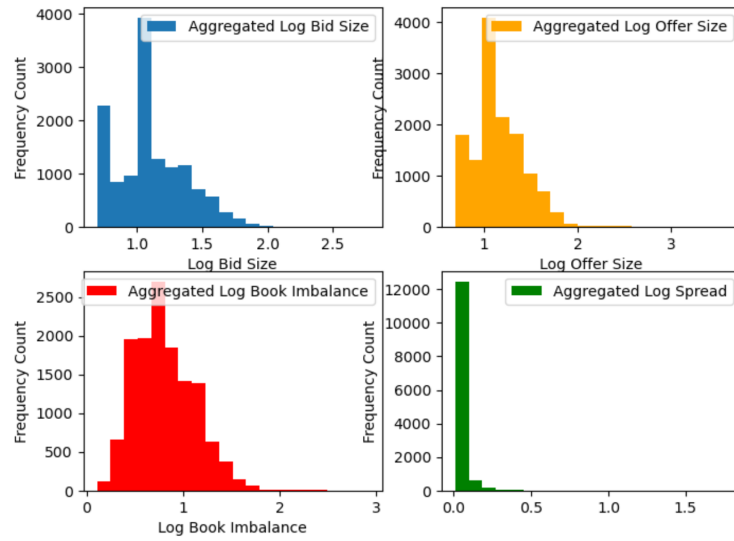 Aggregated Log Bid Size
Frequency Count
4000
3000
2000
1000
0
1.0 1.5 2.0 2.5
Log Bid Size
Aggregated Log Offer Size
Frequency Count
4000
3000
2000
1000
0
1 2 3
Log Offer Size
Aggregated Log Book Imbalance
Frequency Count
2500
2000
1500
1000
500
0
0 1 2 3
Log Book Imbalance
Aggregated Log Spread
Frequency Count
12000
10000
8000
6000
4000
2000
0
0.0 0.5 1.0 1.5